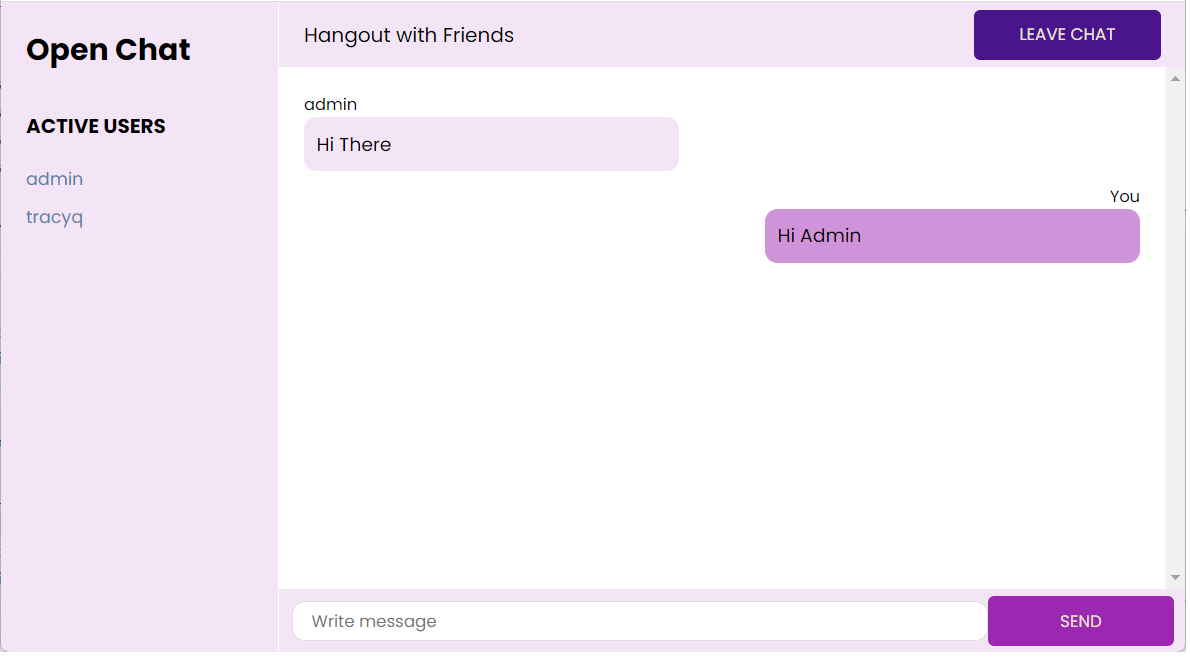 Open Chat
ACTIVE USERS
admin
tracyq
Hangout with Friends
LEAVE CHAT
admin
Hi There
You
Hi Admin
Write message
SEND